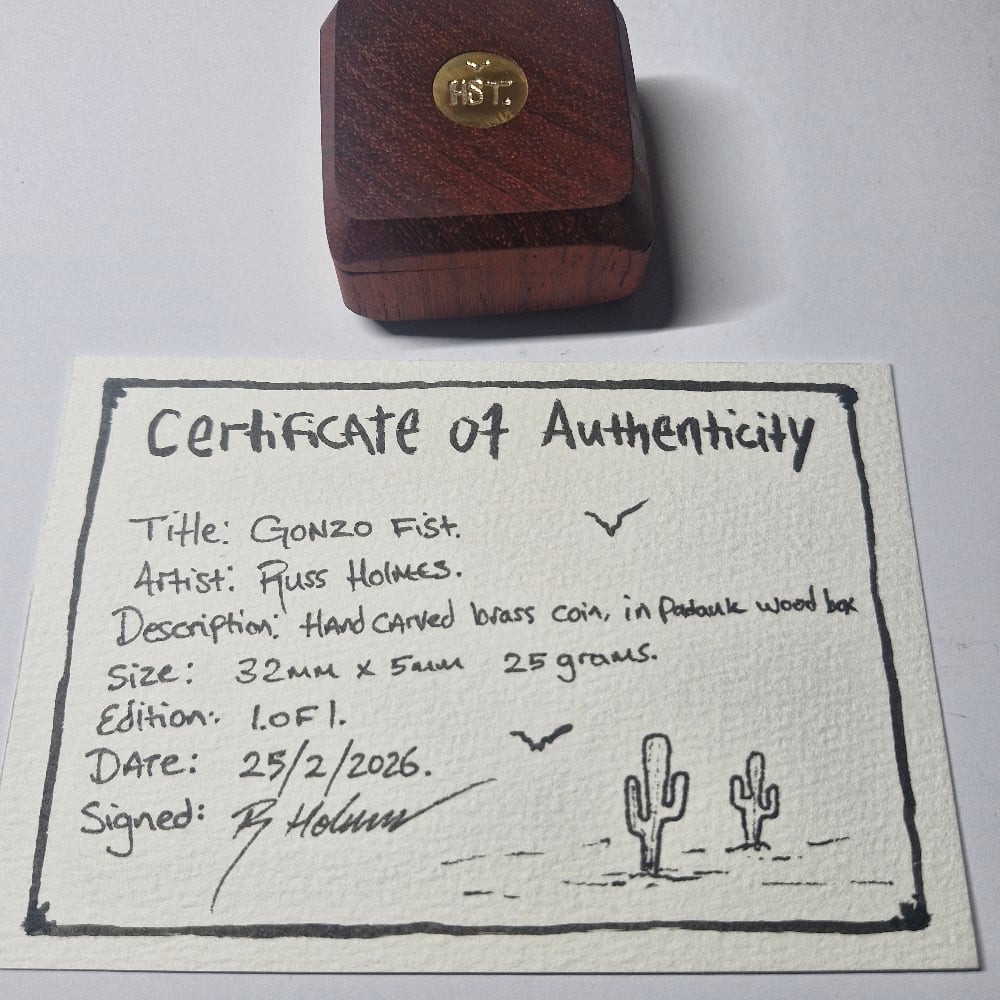 HST.
Certificate of Authenticity
Title: GONZO FIST.
Artist: Russ Holmes.
Description: HAnd CArved brass coin, in Padauk wood box
Size: 32mm x 5mm 25 grams.
Edition: 1.OF 1.
DATE: 25/2/2026.
Signed: R Holmes